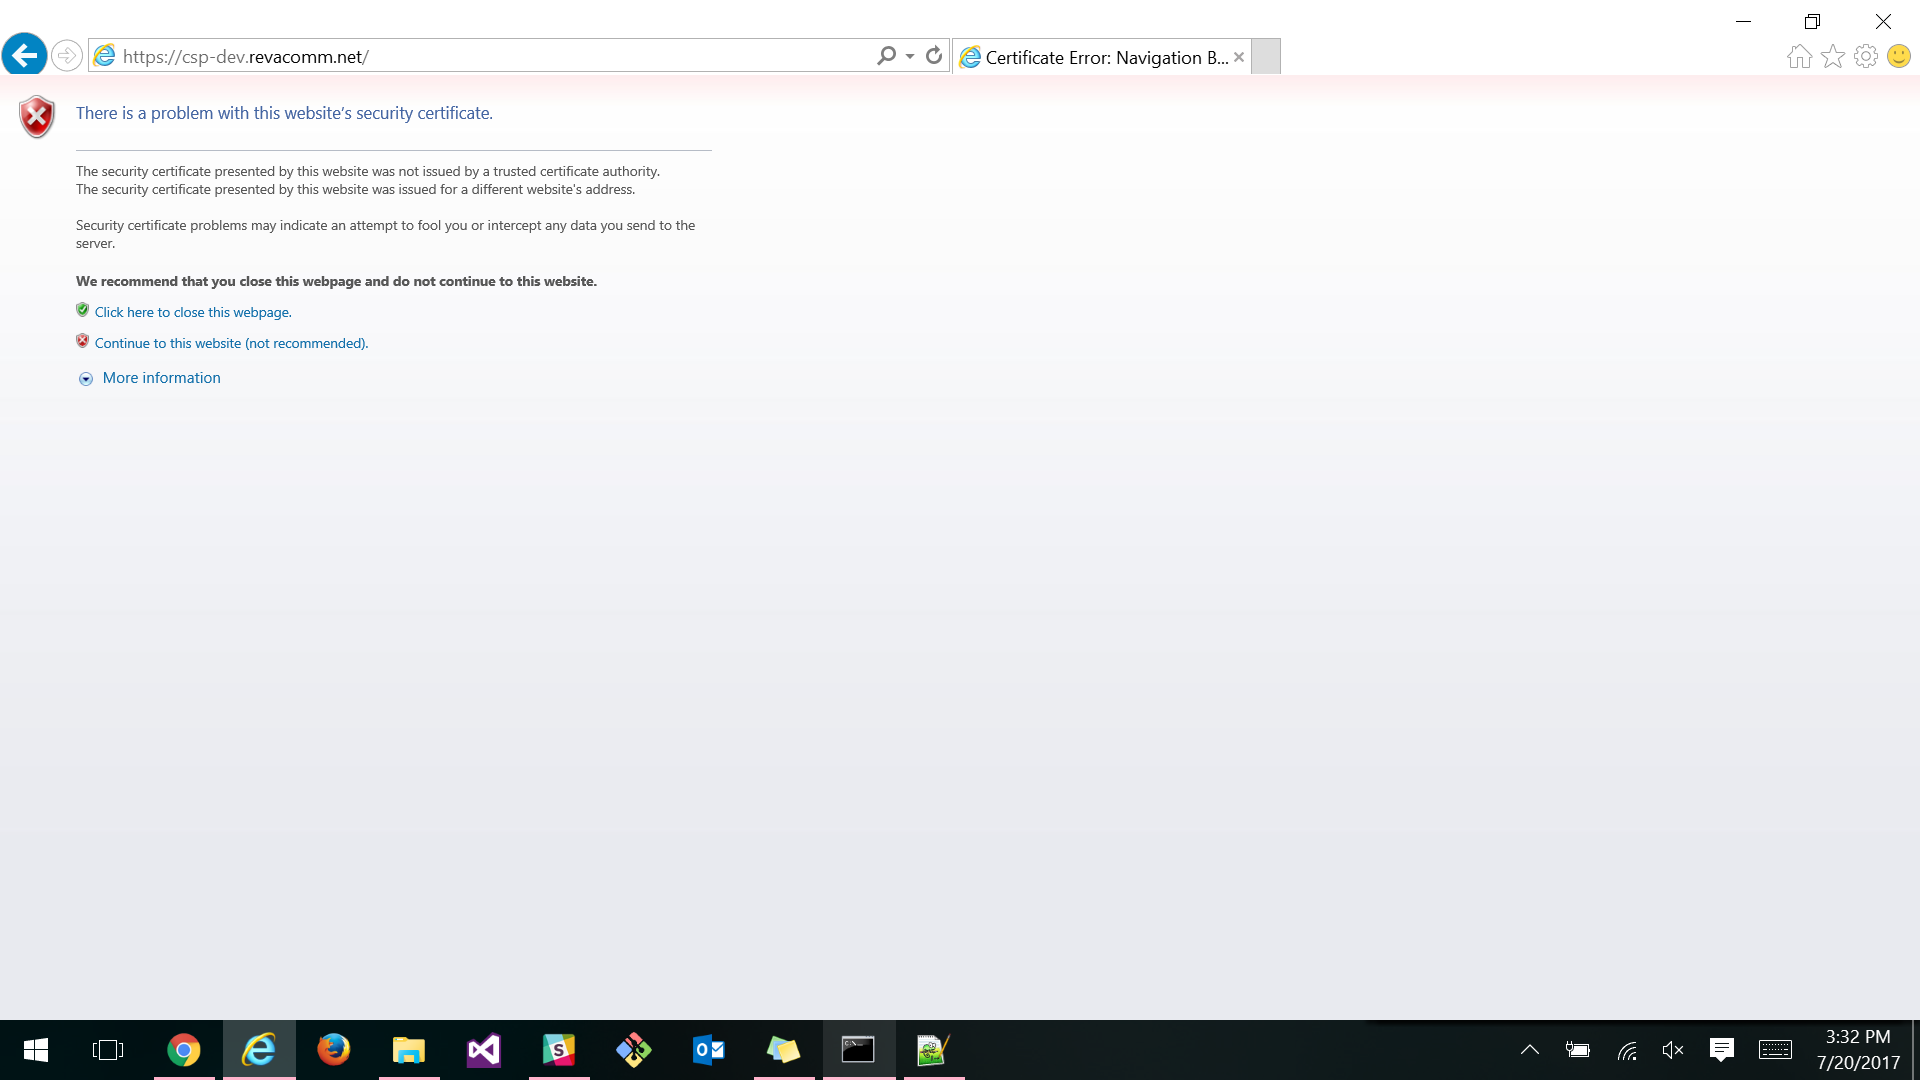 https://csp-dev.revacomm.net/
Certificate Error: Navigation B...
There is a problem with this website’s security certificate.
The security certificate presented by this website was not issued by a trusted certificate authority.
The security certificate presented by this website was issued for a different website's address.
Security certificate problems may indicate an attempt to fool you or intercept any data you send to the
server.
We recommend that you close this webpage and do not continue to this website.
Click here to close this webpage.
Continue to this website (not recommended).
More information
3:32 PM
7/20/2017